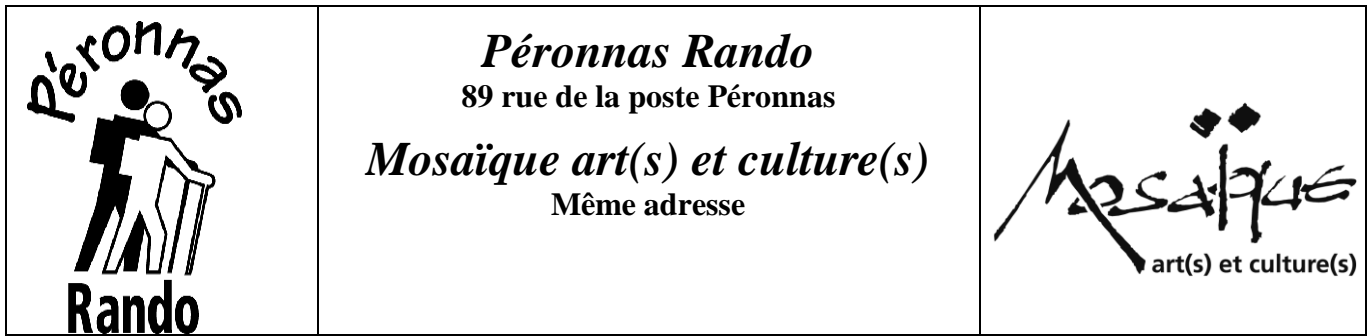 Péronnas
Rando
Péronnas Rando
89 rue de la poste Péronnas
Mosaïque art(s) et culture(s)
Même adresse
Mosaïque
art(s) et culture(s)